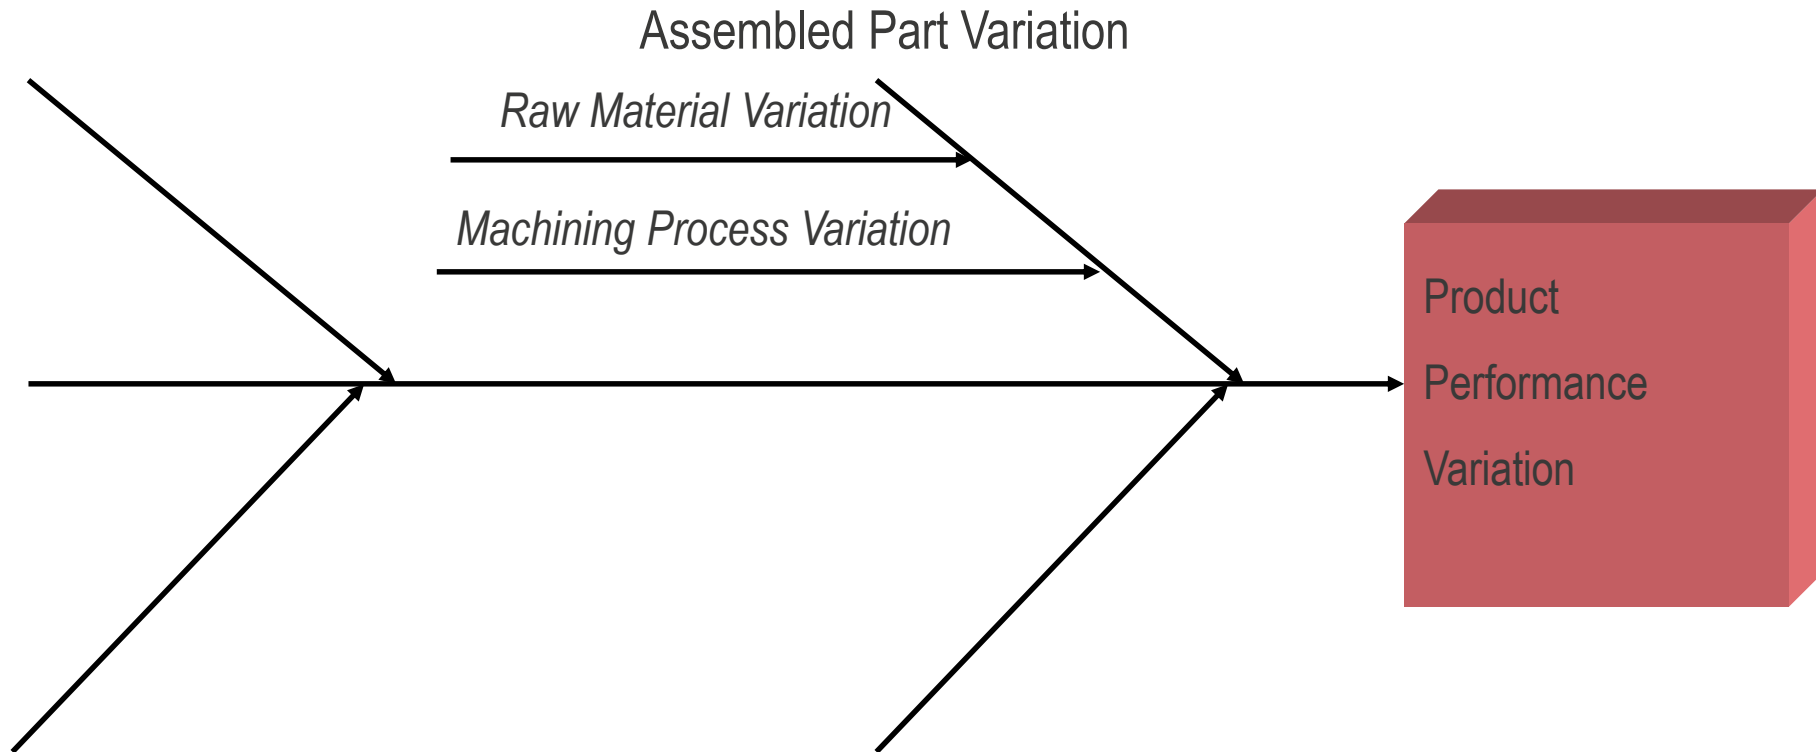 Assembled Part Variation
Raw Material Variation
Machining Process Variation
Product
Performance
Variation